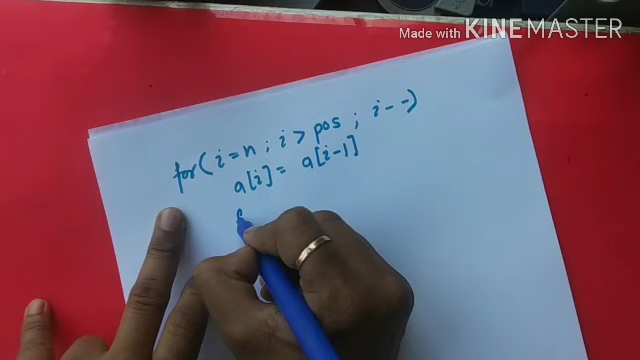 Made with KINEMASTER
for( i=n ; i > pos ; i--)
a[i] = a[i-1]